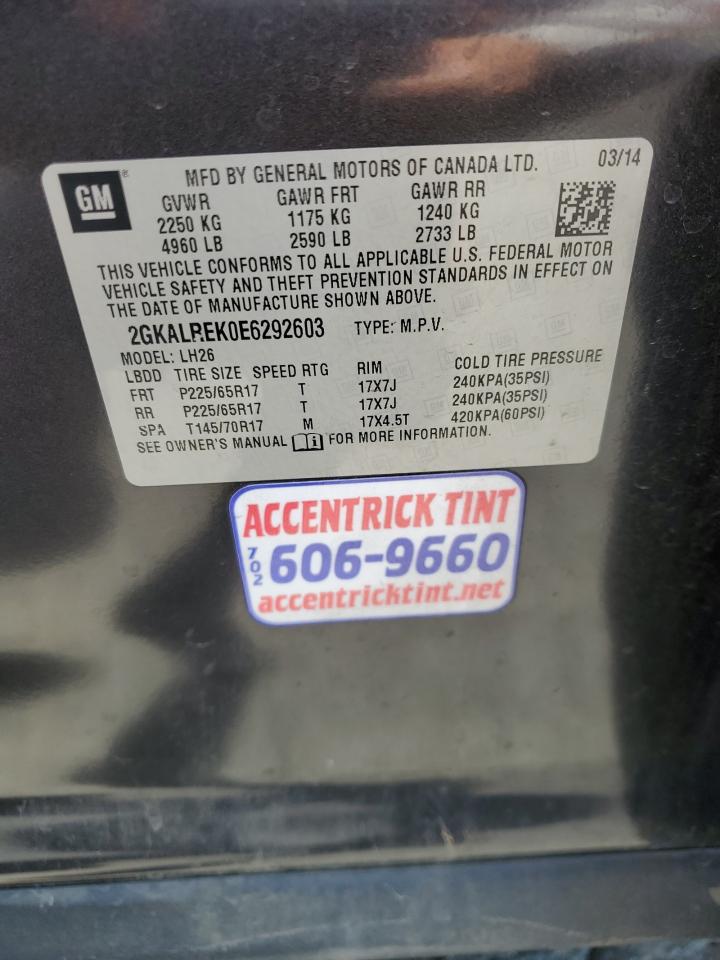 GM
MFD BY GENERAL MOTORS OF CANADA LTD. 03/14
GVWR GAWR FRT GAWR RR
2250 KG 1175 KG 1240 KG
4960 LB 2590 LB 2733 LB
THIS VEHICLE CONFORMS TO ALL APPLICABLE U.S. FEDERAL MOTOR
VEHICLE SAFETY AND THEFT PREVENTION STANDARDS IN EFFECT ON
THE DATE OF MANUFACTURE SHOWN ABOVE.
2GKALREK0E6292603 TYPE: M.P.V.
MODEL: LH26
LBDD TIRE SIZE SPEED RTG RIM COLD TIRE PRESSURE
FRT P225/65R17 T 17X7J 240KPA(35PSI)
RR P225/65R17 T 17X7J 240KPA(35PSI)
SPA T145/70R17 M 17X4.5T 420KPA(60PSI)
SEE OWNER'S MANUAL FOR MORE INFORMATION.
ACCENTRICK TINT
702 606-9660
accentricktint.net